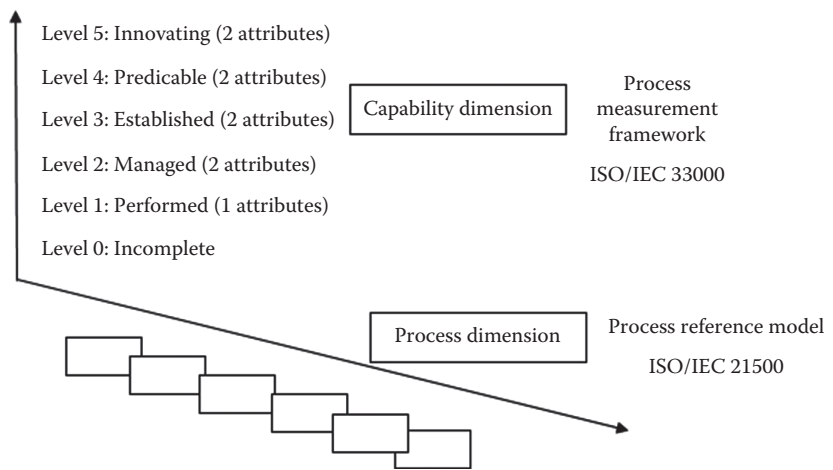 Level 5: Innovating (2 attributes)
Level 4: Predicable (2 attributes)
Level 3: Established (2 attributes)
Level 2: Managed (2 attributes)
Level 1: Performed (1 attributes)
Level 0: Incomplete
Capability dimension
Process
measurement
framework
ISO/IEC 33000
Process dimension
Process reference model
ISO/IEC 21500